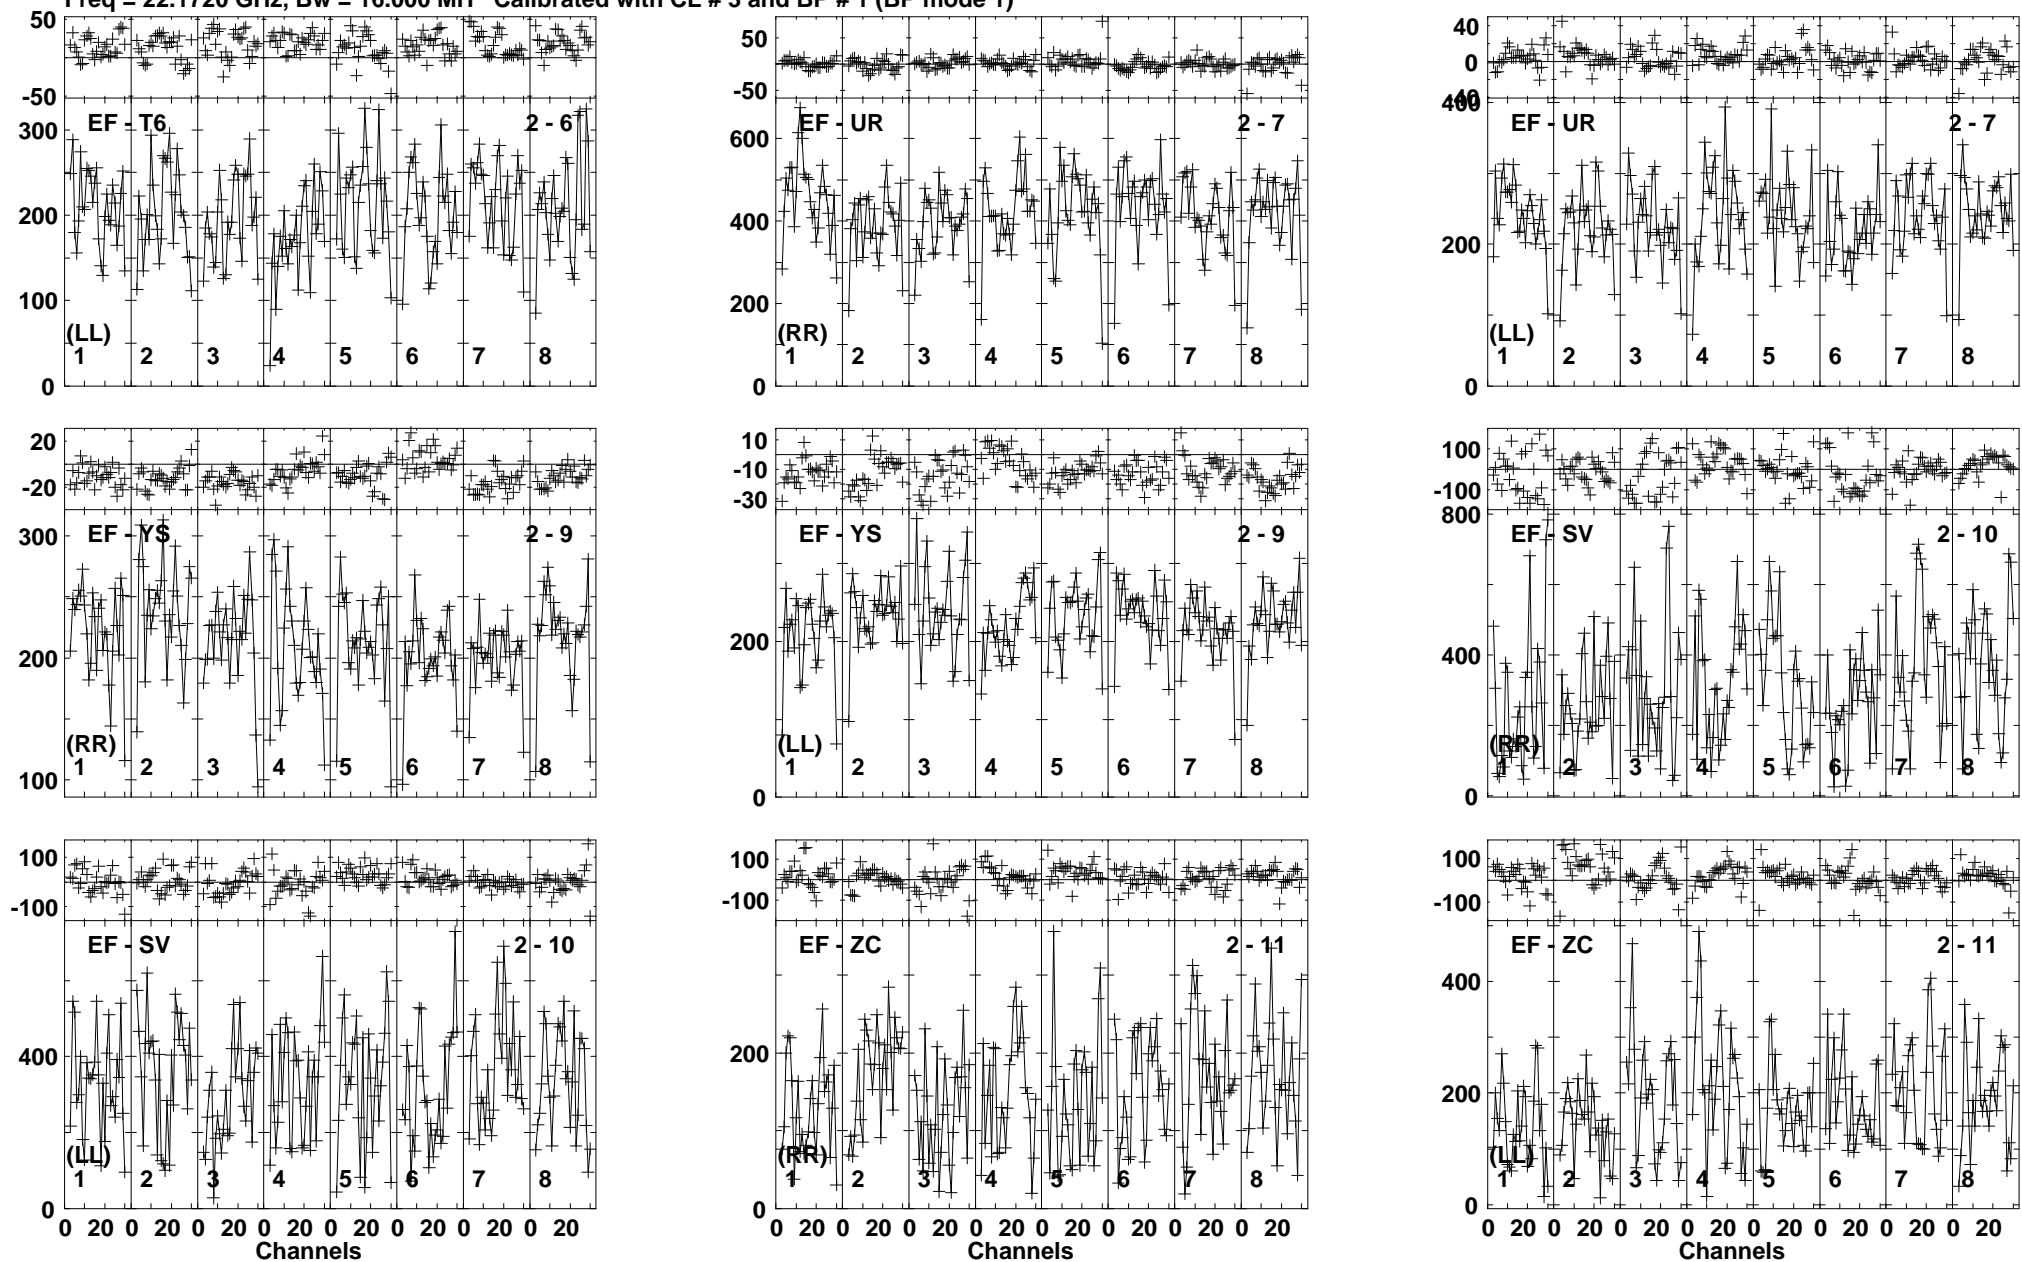 Freq = 22.1720 GHz, Bw = 16.000 MH Calibrated with CL # 3 and BP # 1 (BP mode 1)
50 0 -50
50 0 -50
40 0 -40
EF - T6 2 - 6
300 200 100 0
(LL)
1 2 3 4 5 6 7 8
EF - UR 2 - 7
600 400 200 0
(RR)
1 2 3 4 5 6 7 8
EF - UR 2 - 7
400 200 0
(LL)
1 2 3 4 5 6 7 8
20 -20
10 -10 -30
100 -100
EF - YS 2 - 9
300 200 100
(RR)
1 2 3 4 5 6 7 8
EF - YS 2 - 9
200 0
(LL)
1 2 3 4 5 6 7 8
EF - SV 2 - 10
800 400 0
(RR)
1 2 3 4 5 6 7 8
100 -100
100 -100
100 -100
EF - SV 2 - 10
400 0
(LL)
1 2 3 4 5 6 7 8
0 20 0 20 0 20 0 20 0 20 0 20 0 20 0 20
Channels
EF - ZC 2 - 11
200 0
(RR)
1 2 3 4 5 6 7 8
0 20 0 20 0 20 0 20 0 20 0 20 0 20 0 20
EF - ZC 2 - 11
400 200 0
(LL)
1 2 3 4 5 6 7 8
0 20 0 20 0 20 0 20 0 20 0 20 0 20 0 20
Channels